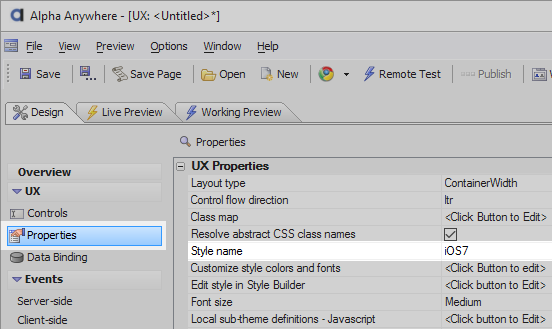 Alpha Anywhere - [UX: <Untitled>*]
File View Preview Options Window Help
Save Save Page Open New Remote Test Publish
Design Live Preview Working Preview
Properties
Overview
UX
Controls
Properties
Data Binding
Events
Server-side
Client-side
UX Properties
Layout type ContainerWidth
Control flow direction ltr
Class map <Click Button to Edit>
Resolve abstract CSS class names
Style name iOS7
Customize style colors and fonts <Click Button to edit>
Edit style in Style Builder <Click Button to edit>
Font size Medium
Local sub-theme definitions - Javascript <Click Button to Edit>